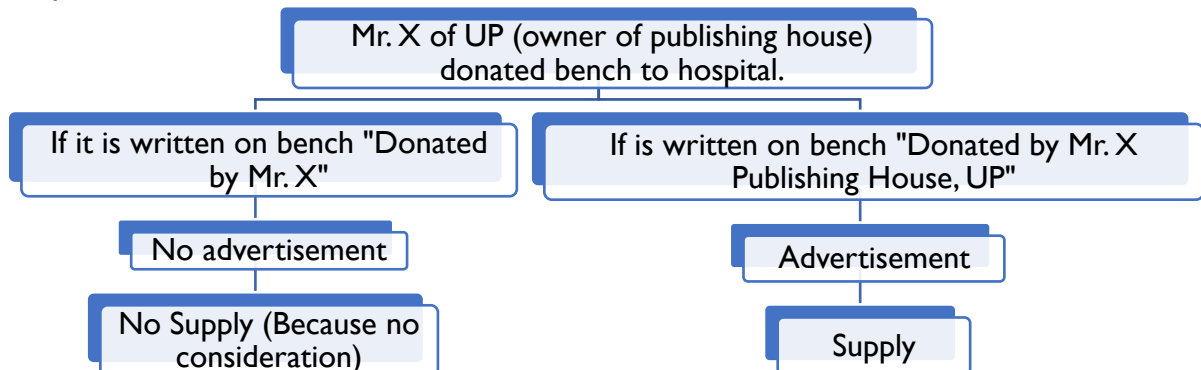 Mr. X of UP (owner of publishing house)
donated bench to hospital.
If it is written on bench "Donated
by Mr. X"
If is written on bench "Donated by Mr. X
Publishing House, UP"
No advertisement
Advertisement
No Supply (Because no
consideration)
Supply